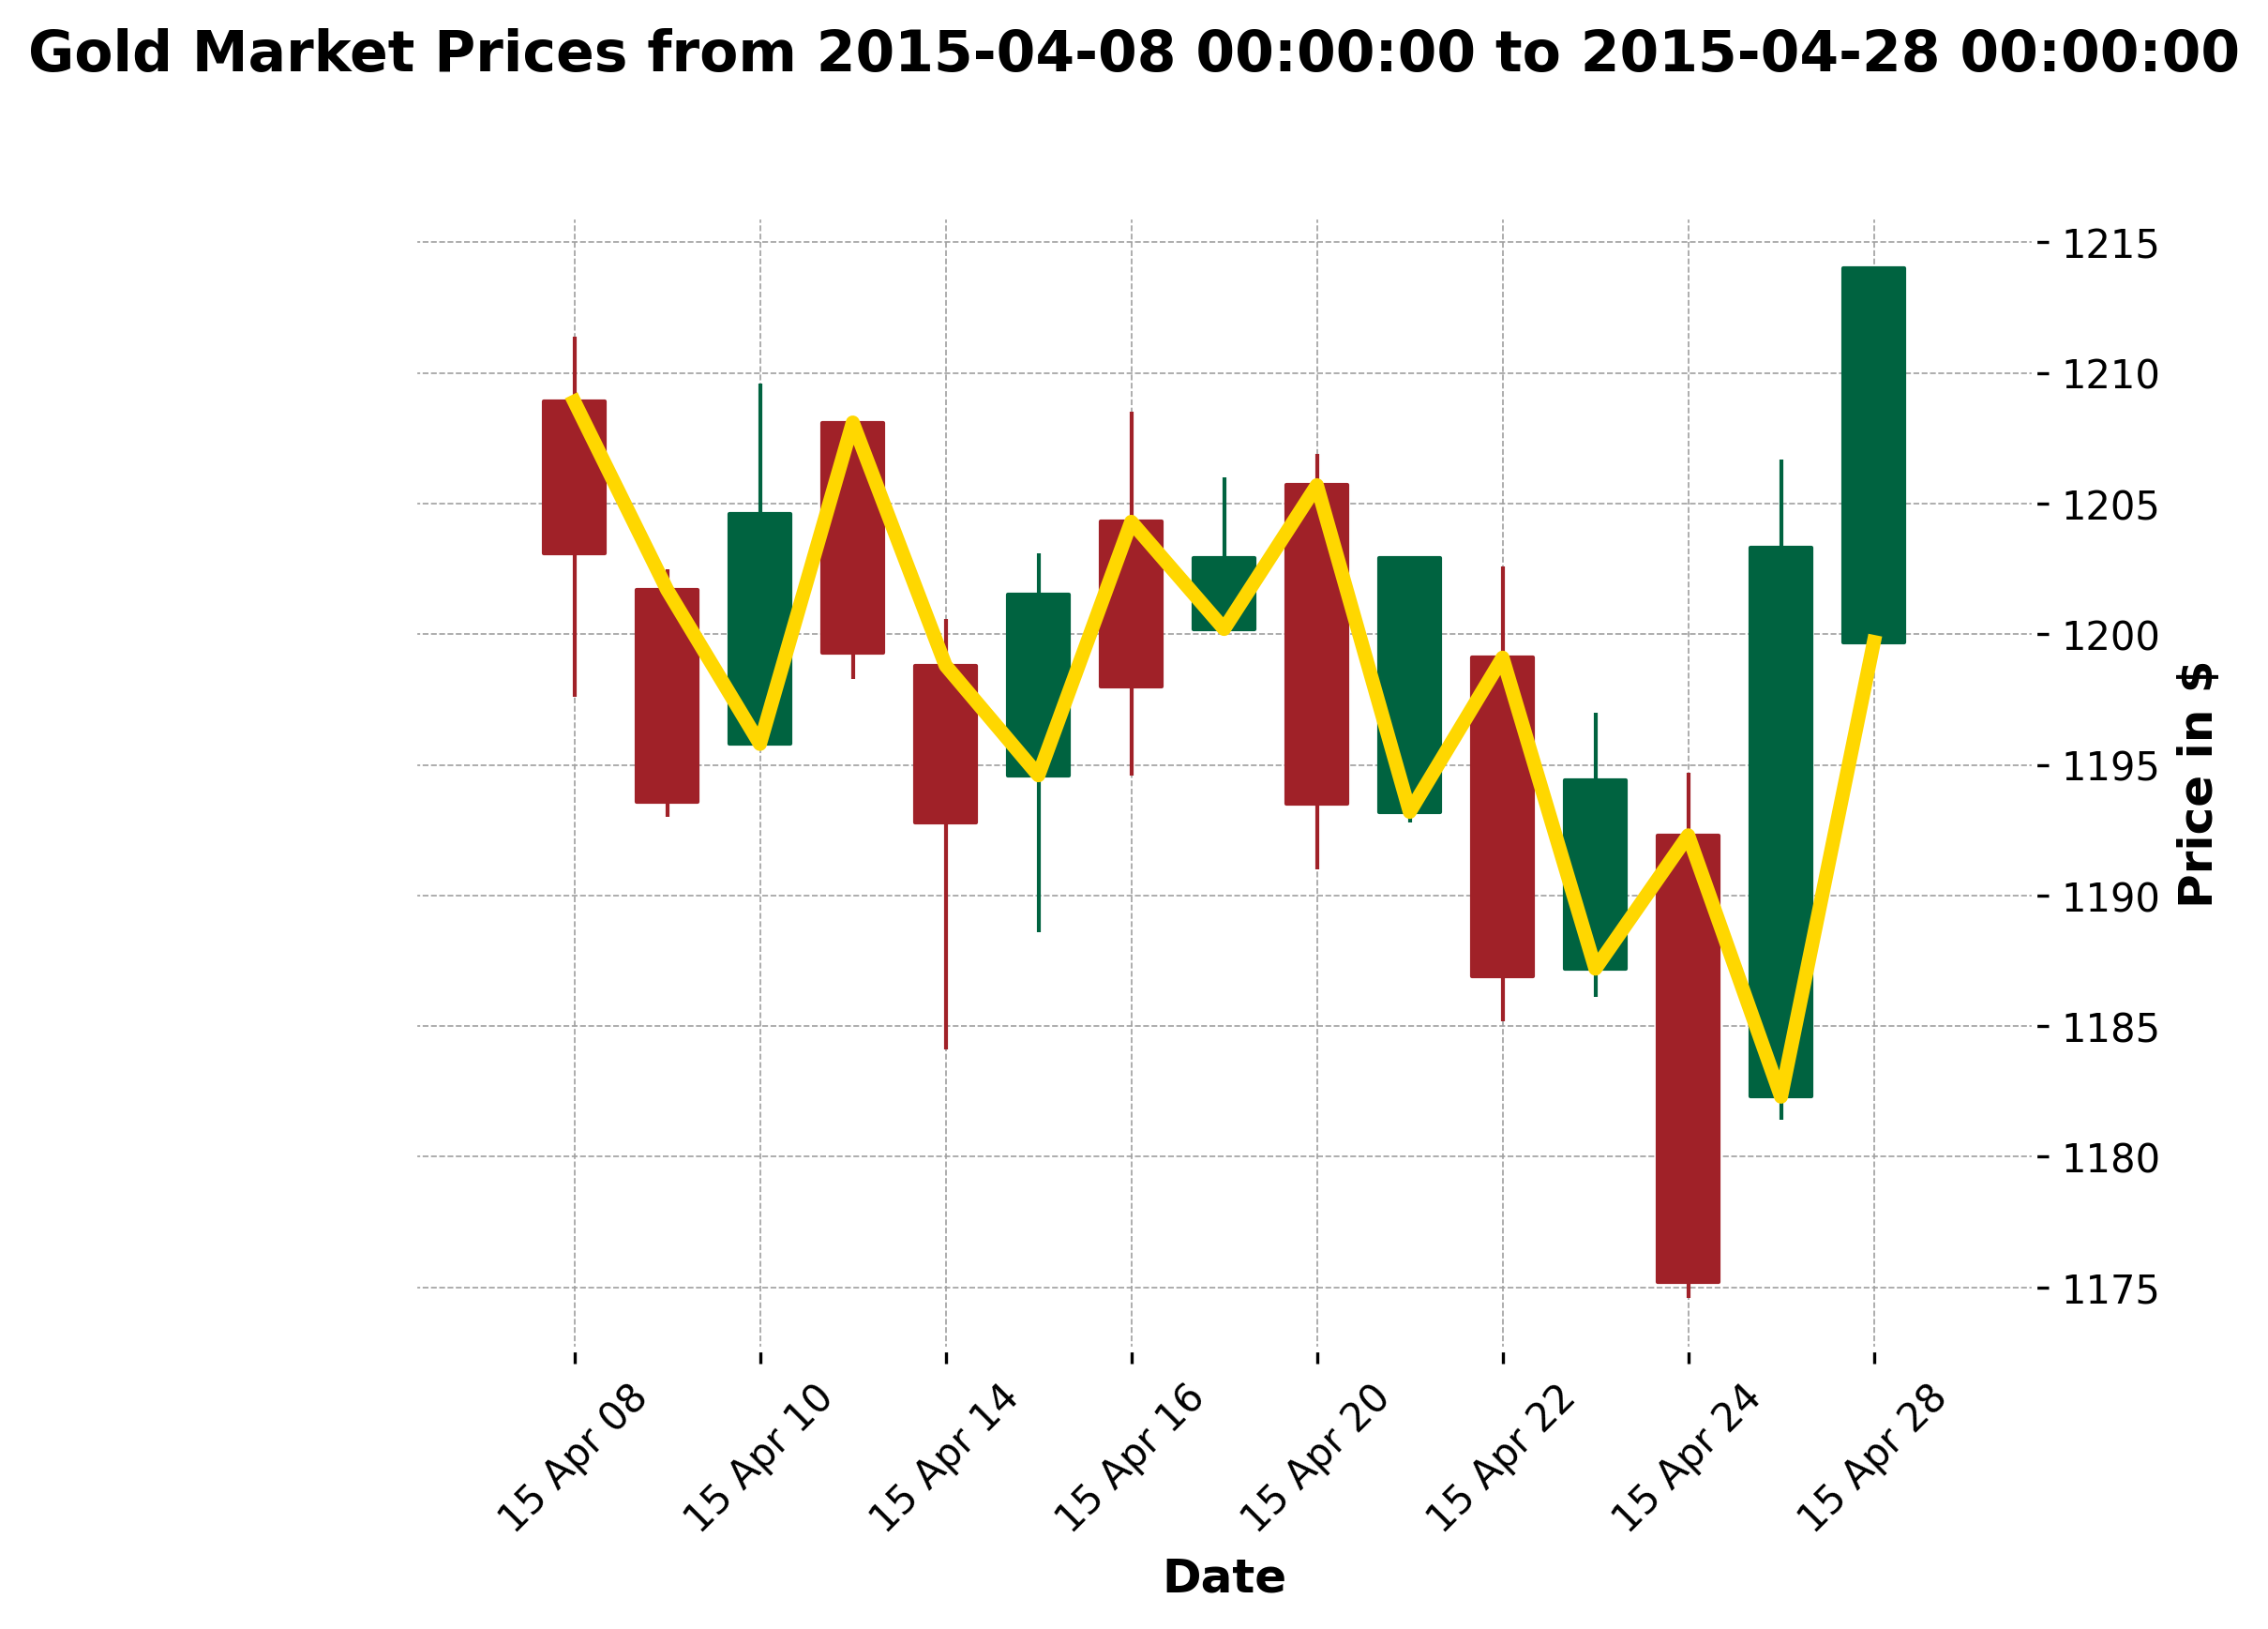 Gold Market Prices from 2015-04-08 00:00:00 to 2015-04-28 00:00:00
1215
1210
1205
1200
1195
1190
1185
1180
1175
Price in $
15 Apr 08
15 Apr 10
15 Apr 14
15 Apr 16
15 Apr 20
15 Apr 22
15 Apr 24
15 Apr 28
Date